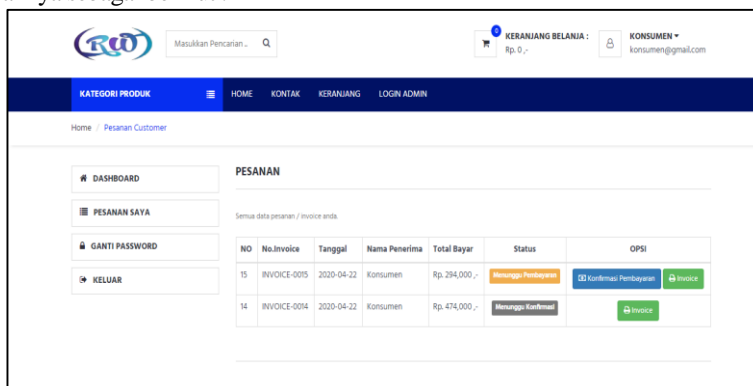 RW
Masukkan Pencarian ..
0
KERANJANG BELANJA :
Rp. 0 ,-
KONSUMEN
konsumen@gmail.com
KATEGORI PRODUK HOME KONTAK KERANJANG LOGIN ADMIN
Home / Pesanan Customer
DASHBOARD
PESANAN SAYA
GANTI PASSWORD
KELUAR
PESANAN
Semua data pesanan / invoice anda.
NO No.Invoice Tanggal Nama Penerima Total Bayar Status OPSI
15 INVOICE-0015 2020-04-22 Konsumen Rp. 294,000 ,- Menunggu Pembayaran Konfirmasi Pembayaran Invoice
14 INVOICE-0014 2020-04-22 Konsumen Rp. 474,000 ,- Menunggu Konfirmasi Invoice